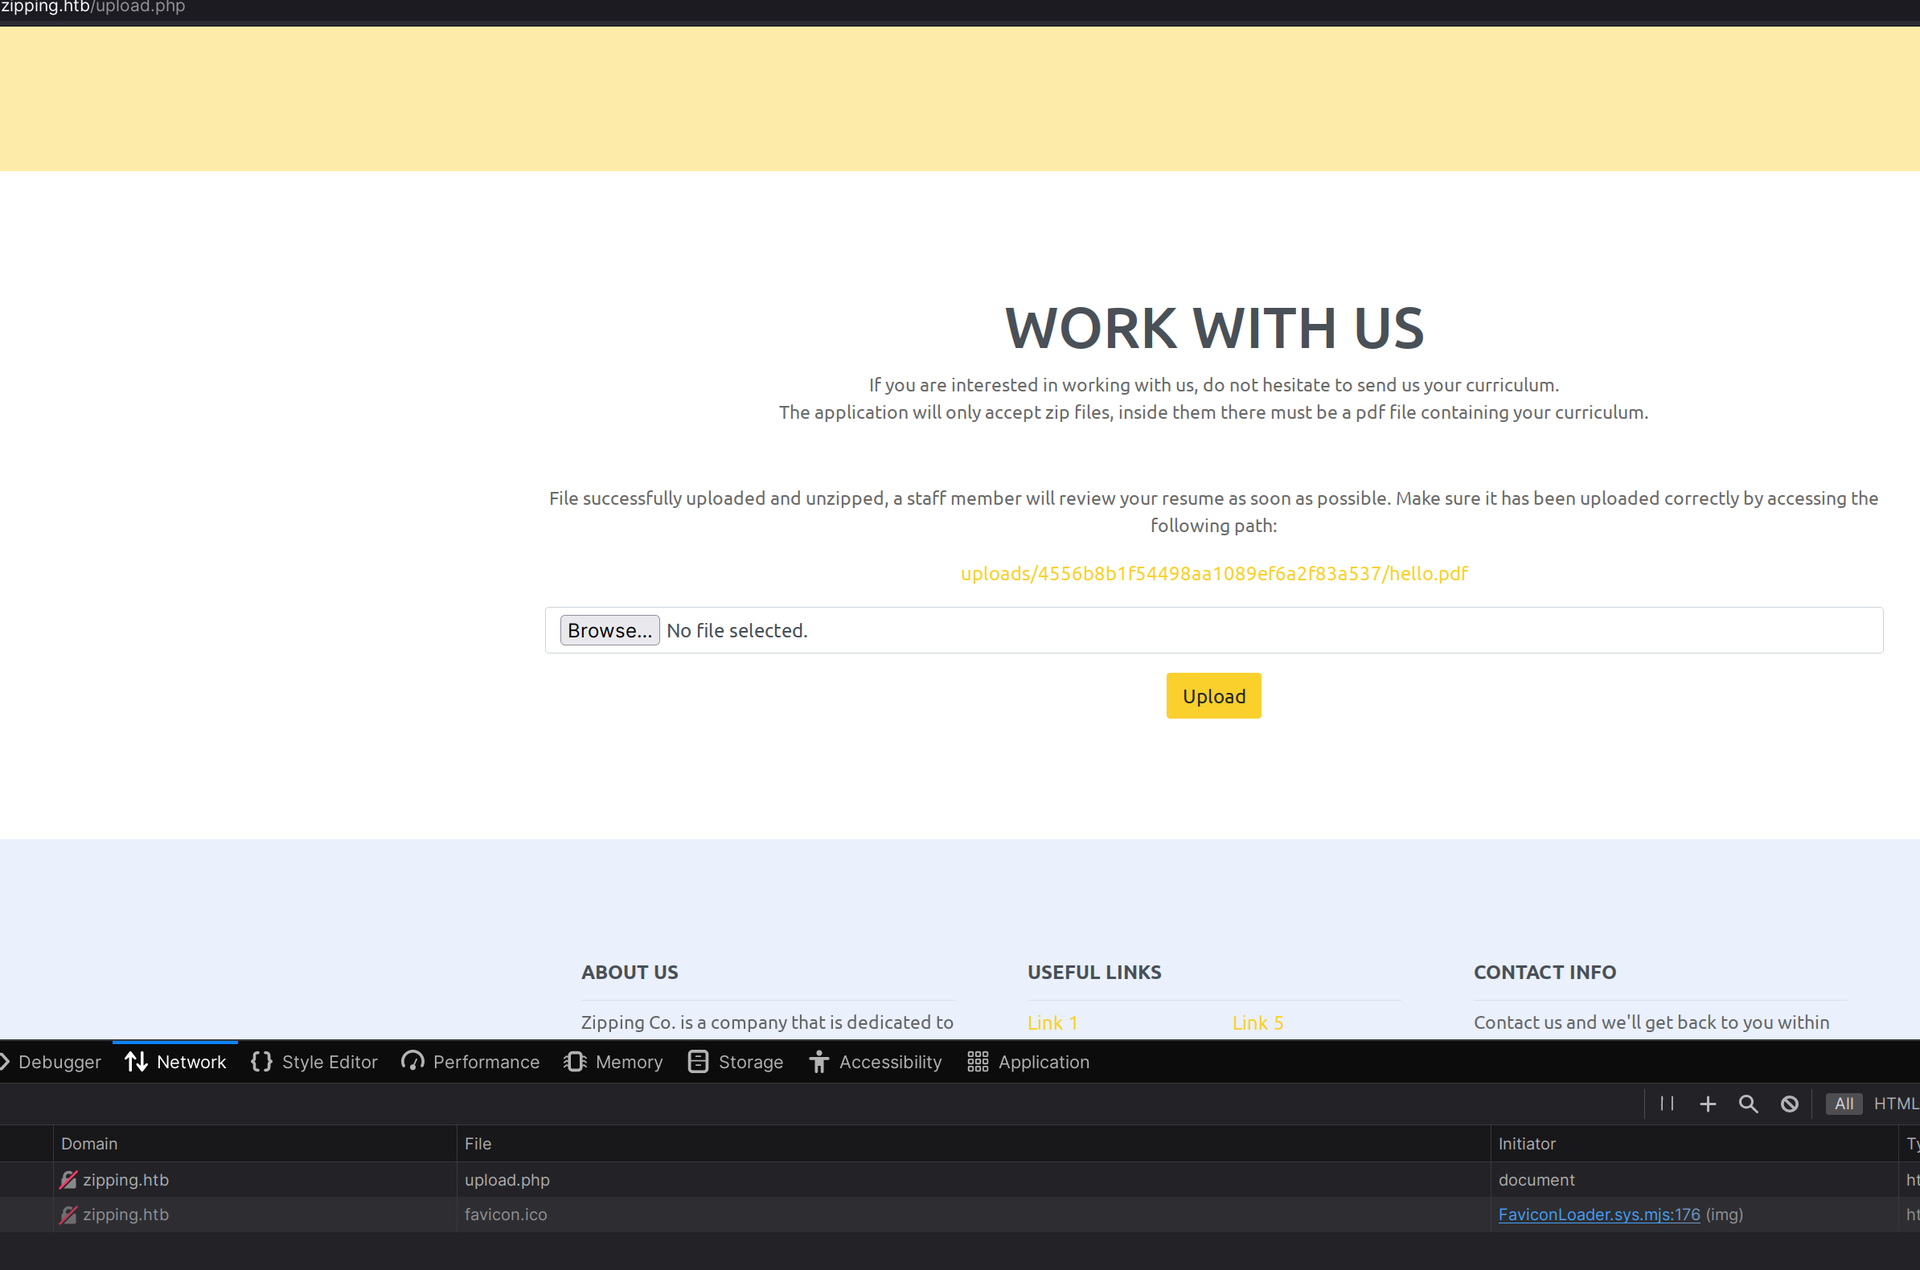 zipping.htb/upload.php
WORK WITH US
If you are interested in working with us, do not hesitate to send us your curriculum.
The application will only accept zip files, inside them there must be a pdf file containing your curriculum.
File successfully uploaded and unzipped, a staff member will review your resume as soon as possible. Make sure it has been uploaded correctly by accessing the
following path:
uploads/4556b8b1f54498aa1089ef6a2f83a537/hello.pdf
Browse... No file selected.
Upload
ABOUT US USEFUL LINKS CONTACT INFO
Zipping Co. is a company that is dedicated to Link 1 Link 5 Contact us and we'll get back to you within
Debugger Network Style Editor Performance Memory Storage Accessibility Application
All HTML
Domain File Initiator Ty
zipping.htb upload.php document ht
zipping.htb favicon.ico FaviconLoader.sys.mjs:176 (img) ht